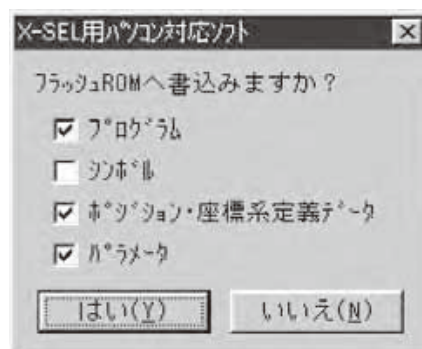 X-SEL用ﾊﾟｿｺﾝ対応ｿﾌﾄ
ﾌﾗｯｼｭROMへ書込みますか？
ﾌﾟﾛｸﾞﾗﾑ
ｼﾝﾎﾞﾙ
ﾎﾟｼﾞｼｮﾝ・座標系定義ﾃﾞｰﾀ
ﾊﾟﾗﾒｰﾀ
はい(Y) いいえ(N)